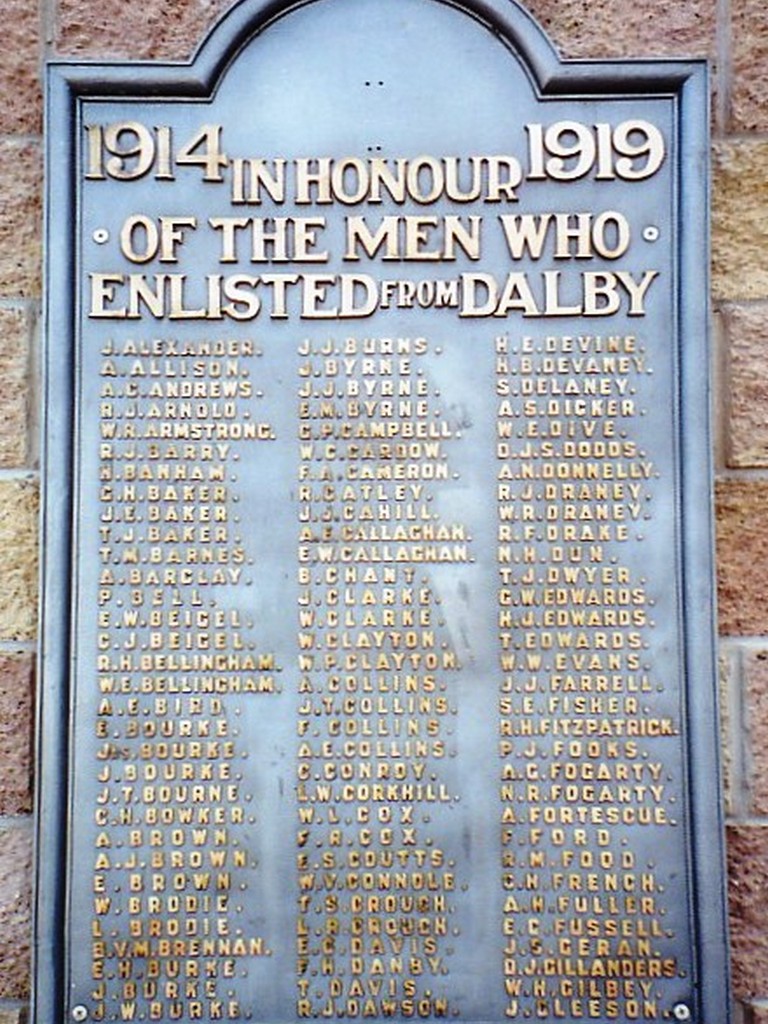 1914 IN HONOUR 1919
OF THE MEN WHO
ENLISTED FROM DALBY
J. ALEXANDER.
A. ALLISON.
A.C. ANDREWS.
R.J. ARNOLD.
W.R. ARMSTRONG.
R.J. BARRY.
H. BANHAM.
G.H. BAKER.
J.E. BAKER.
T.J. BAKER.
T.M. BARNES.
A. BARCLAY.
P. BELL.
E.W. BEIGEL.
C.J. BEIGEL.
R.H. BELLINGHAM.
W.E. BELLINGHAM.
A.E. BIRD.
E. BOURKE.
Jas BOURKE.
J. BOURKE.
J.T. BOURNE.
C.H. BOWKER.
A. BROWN.
A.J. BROWN.
E. BROWN.
W. BRODIE.
L. BRODIE.
B.V.M. BRENNAN.
E.H. BURKE.
J. BURKE.
J.W. BURKE.
J.J. BURNS.
J. BYRNE.
J.J. BYRNE.
E.M. BYRNE.
G.P. CAMPBELL.
W.C. CARDOW.
F.A. CAMERON.
R. CATLEY.
J.J. CAHILL.
A.E. CALLAGHAN.
E.W. CALLAGHAN.
B. CHANT.
J. CLARKE.
W. CLARKE.
W. CLAYTON.
W.P. CLAYTON.
A. COLLINS.
J.T. COLLINS.
F. COLLINS.
A.E. COLLINS.
C. CONROY.
L.W. CORKHILL.
W.L. COX.
F.R. COX.
E.S. COUTTS.
W.V. CONNOLE.
T.S. CROUCH.
L.R. CROUCH.
E.C. DAVIS.
F.H. DANBY.
T. DAVIS.
R.J. DAWSON.
H.E. DEVINE.
H.B. DEVANEY.
S. DELANEY.
A.S. DICKER.
W.E. DIVE.
D.J.S. DODDS.
A.N. DONNELLY.
R.J. DRANEY.
W.R. DRANEY.
R.F. DRAKE.
N.H. DUN.
T.J. DWYER.
G.W. EDWARDS.
H.J. EDWARDS.
T. EDWARDS.
W.W. EVANS.
J.J. FARRELL.
S.E. FISHER.
R.H. FITZPATRICK.
P.J. FOOKS.
A.G. FOGARTY.
N.R. FOGARTY.
A. FORTESCUE.
F. FORD.
R.M. FOOD.
C.H. FRENCH.
A.H. FULLER.
E.C. FUSSELL.
J.S. GERAN.
D.J. GILLANDERS.
W.H. GILBEY.
J. GLEESON.